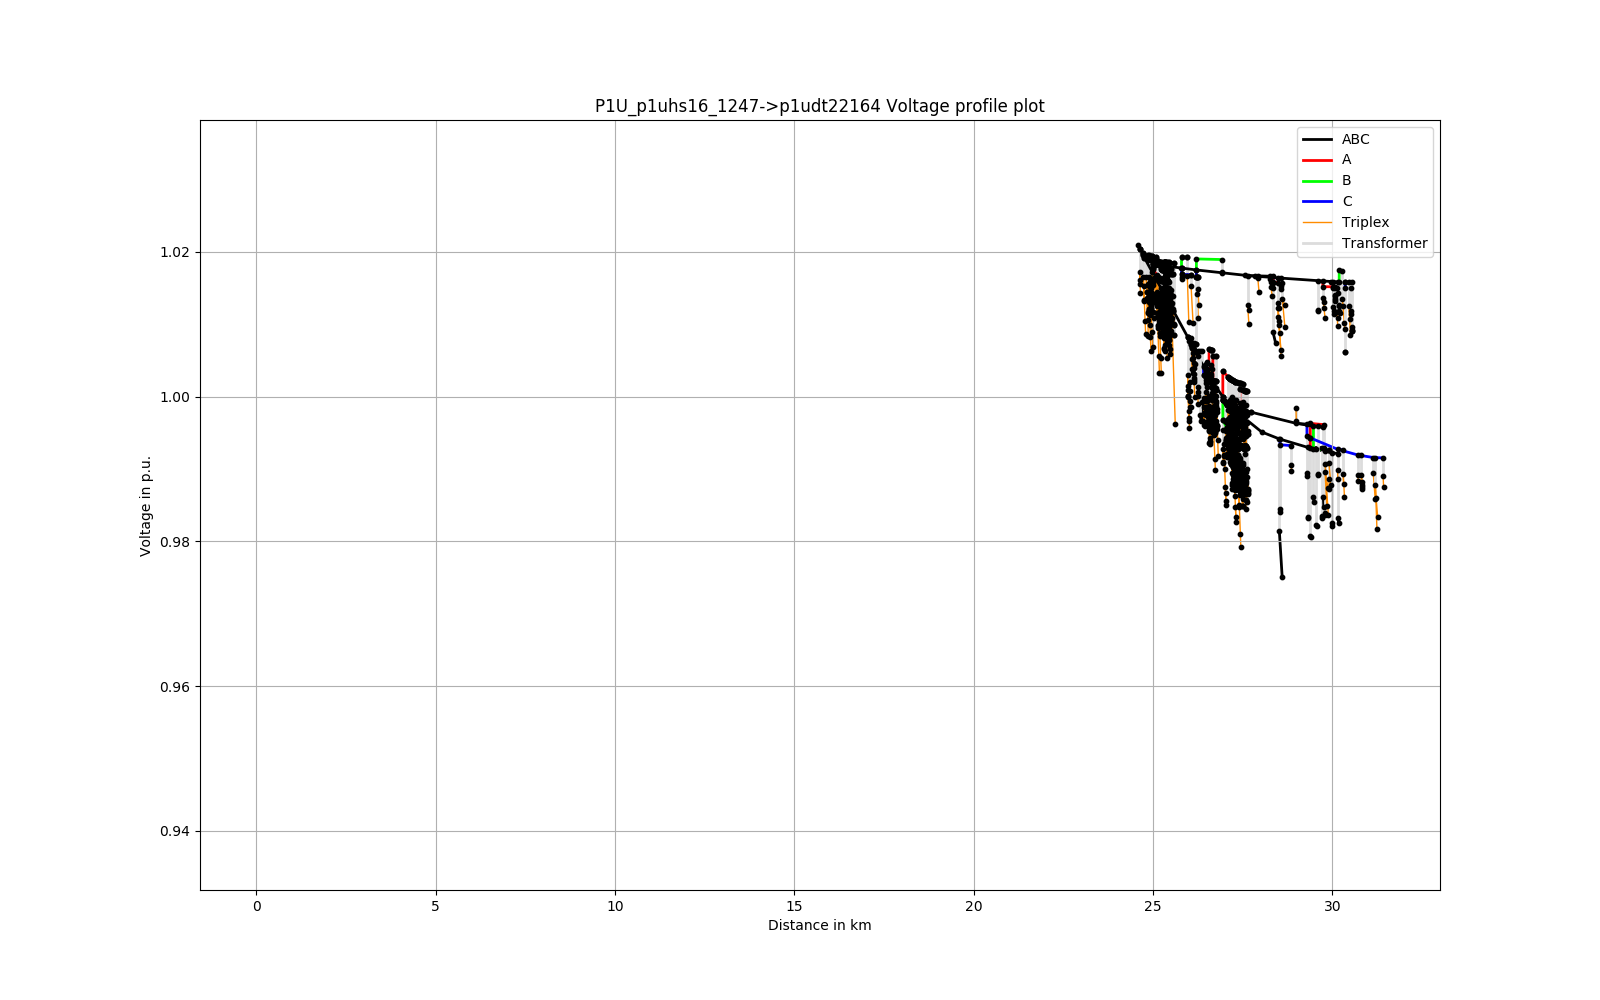 P1U_p1uhs16_1247->p1udt22164 Voltage profile plot
ABC
A
B
C
Triplex
Transformer
1.02
1.00
0.98
0.96
0.94
Voltage in p.u.
0 5 10 15 20 25 30
Distance in km